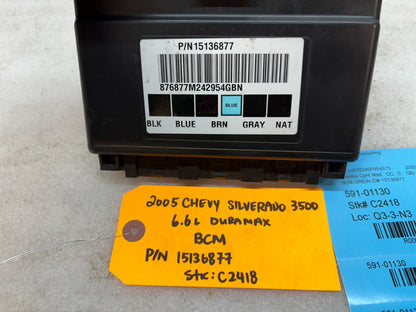 P/N15136877
876877M242954GBN
BLUE
BLK BLUE BRN GRAY NAT
2005 CHEVY SILVERADO 3500
6.6L DURAMAX
BCM
P/N 15136877
Stk: C2418
591-01130
Stk# C2418
Loc: Q3-3-N3
591-01130